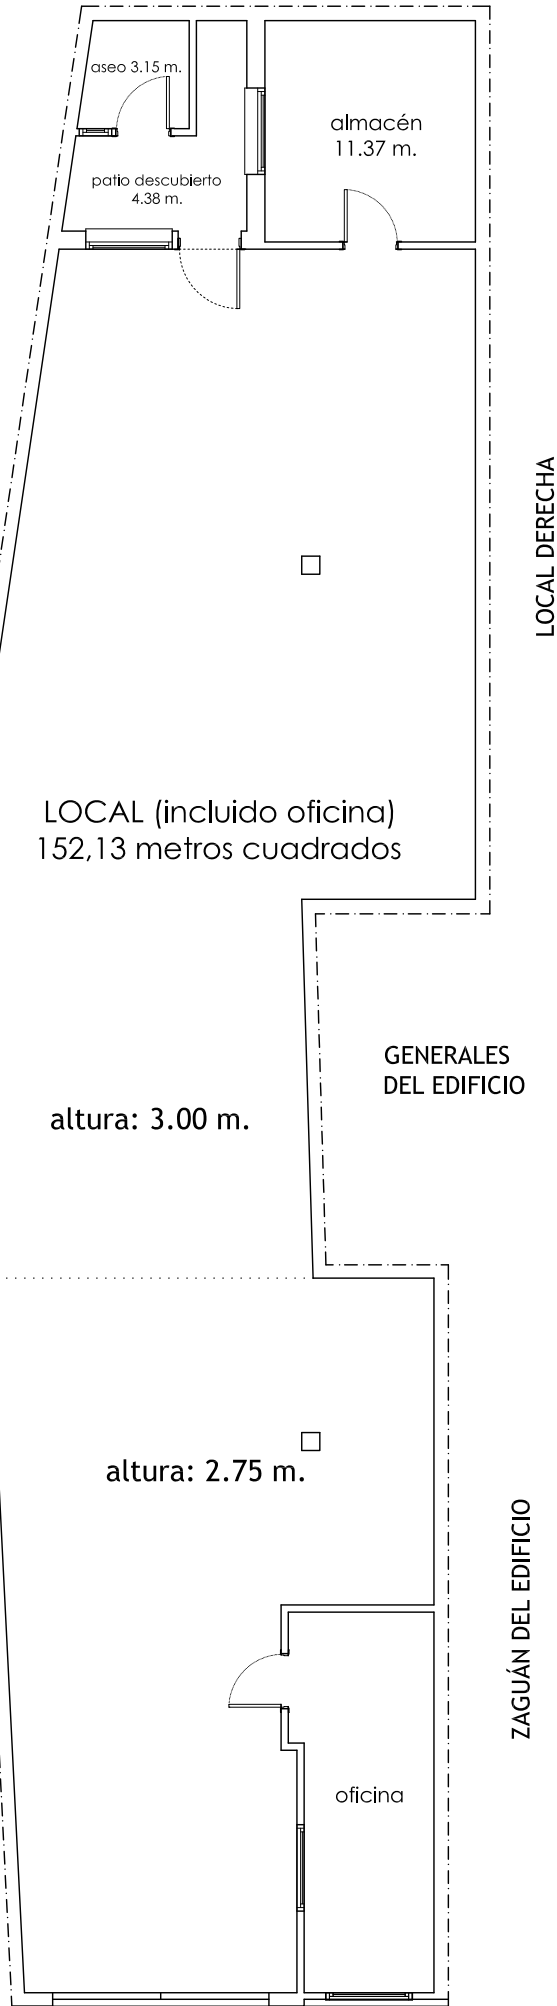 aseo 3.15 m.
almacén
11.37 m.
patio descubierto
4.38 m.
LOCAL DERECHA
LOCAL (incluido oficina)
152,13 metros cuadrados
GENERALES
DEL EDIFICIO
altura: 3.00 m.
altura: 2.75 m.
ZAGUÁN DEL EDIFICIO
oficina